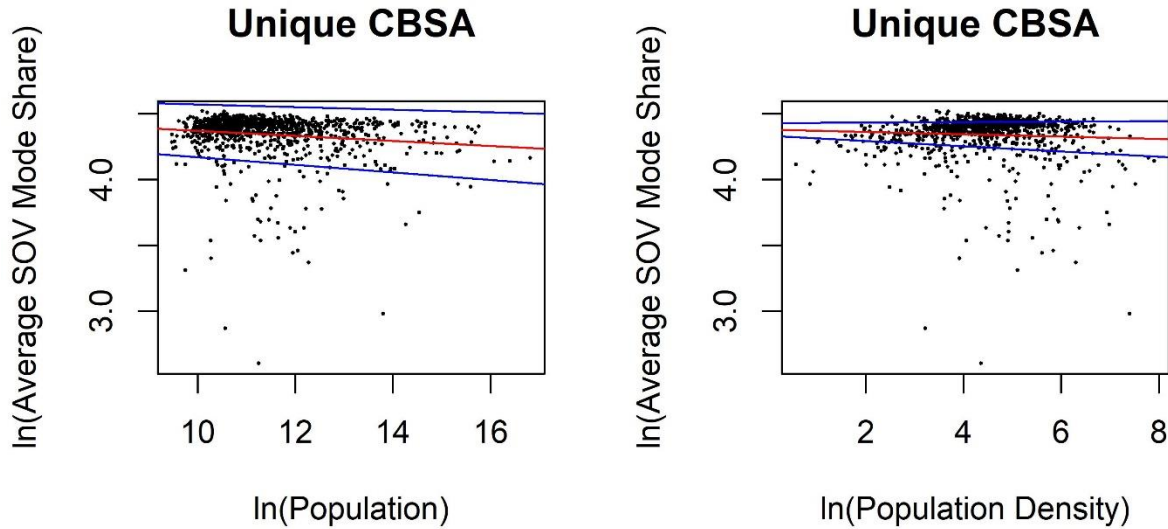 Unique CBSA
ln(Average SOV Mode Share)
4.0
3.0
10 12 14 16
ln(Population)
Unique CBSA
ln(Average SOV Mode Share)
4.0
3.0
2 4 6 8
ln(Population Density)